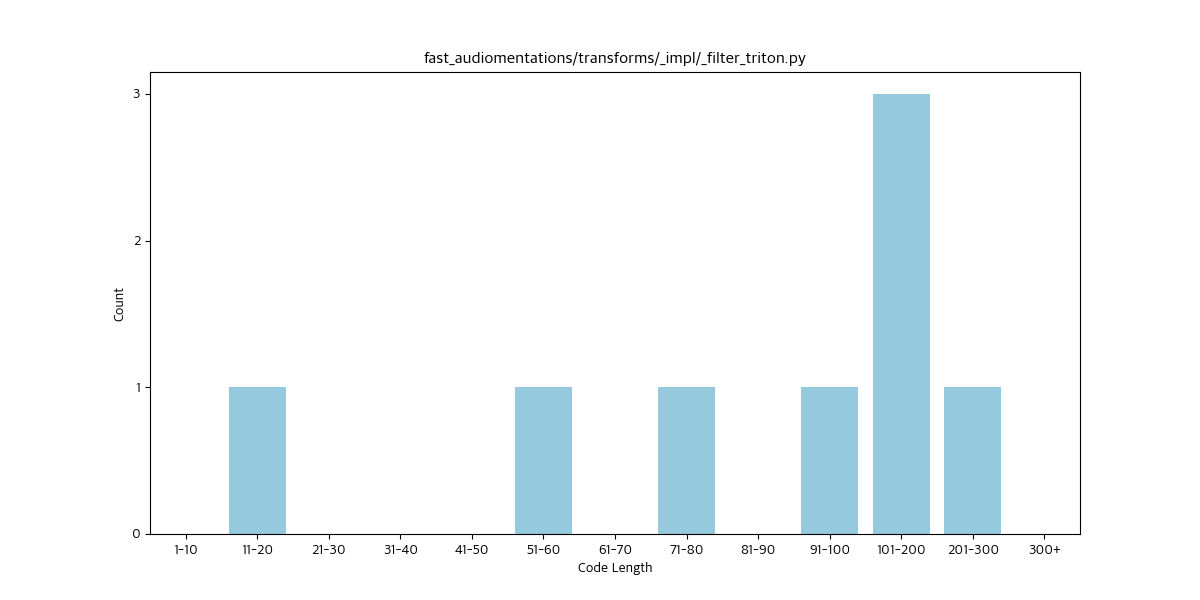 fast_audiomentations/transforms/_impl/_filter_triton.py
3
2
1
0
Count
1-10 11-20 21-30 31-40 41-50 51-60 61-70 71-80 81-90 91-100 101-200 201-300 300+
Code Length